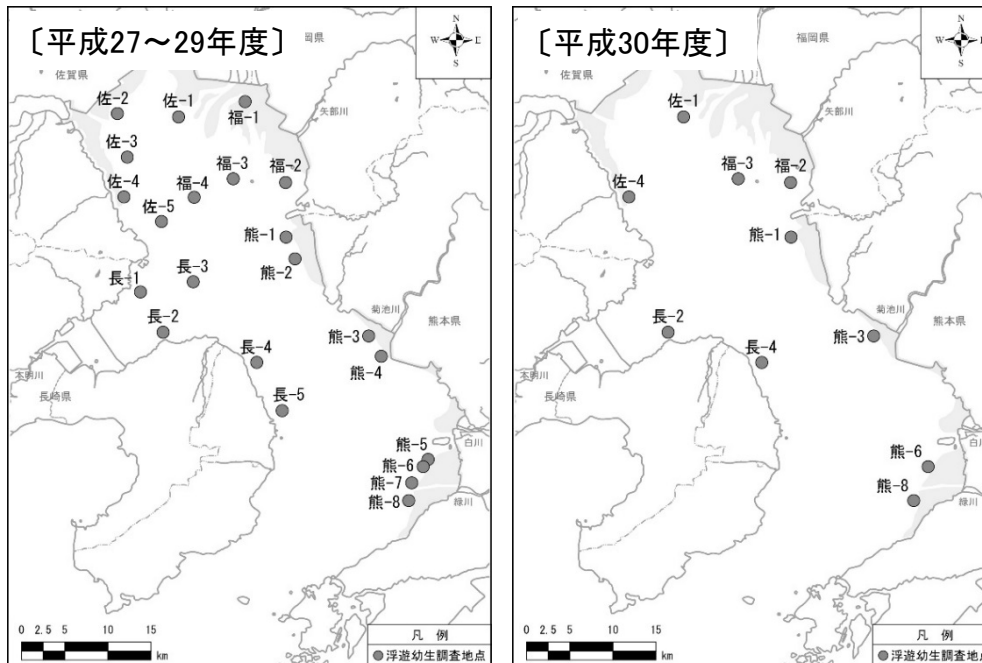 〔平成27～29年度〕
岡県
N
W
S
佐賀県
佐-2
佐-1
福-1
矢部川
佐-3
福-3
福-2
佐-4
福-4
佐-5
熊-1
熊-2
長-3
長-1
長-2
菊池川
熊本県
熊-3
長-4
熊-4
本明川
長崎県
長-5
白川
熊-5
熊-6
熊-7
熊-8
緑川
0 2.5 5 10 15
km
凡 例
浮遊幼生調査地点
〔平成30年度〕
福岡県
N
W
S
佐賀県
佐-1
矢部川
福-3
福-2
佐-4
熊-1
長-2
菊池川
熊本県
熊-3
長-4
本明川
長崎県
白川
熊-6
熊-8
緑川
0 2.5 5 10 15
km
凡 例
浮遊幼生調査地点